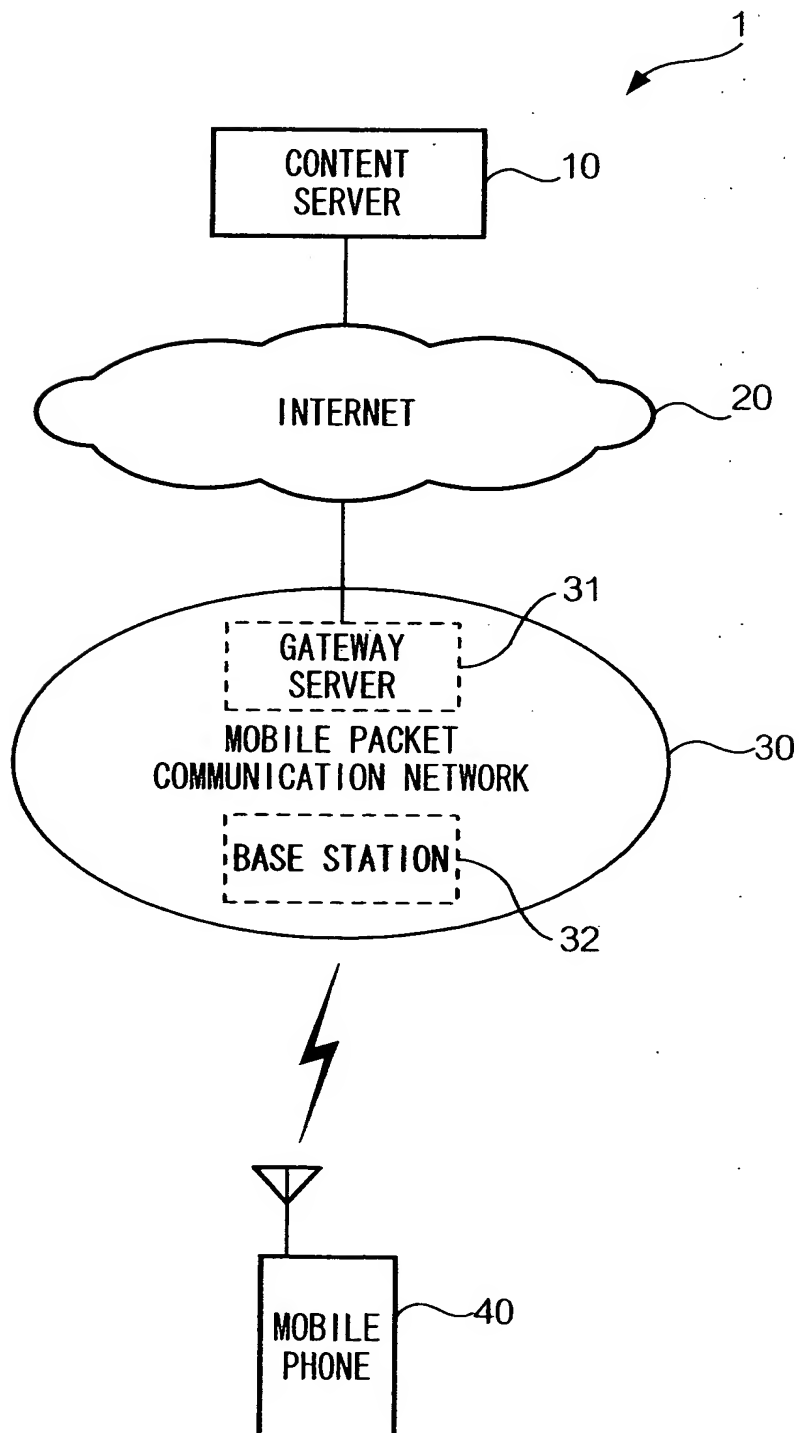 1
CONTENT
SERVER
10
INTERNET
20
31
GATEWAY
SERVER
MOBILE PACKET
COMMUNICATION NETWORK
30
BASE STATION
32
MOBILE
PHONE
40